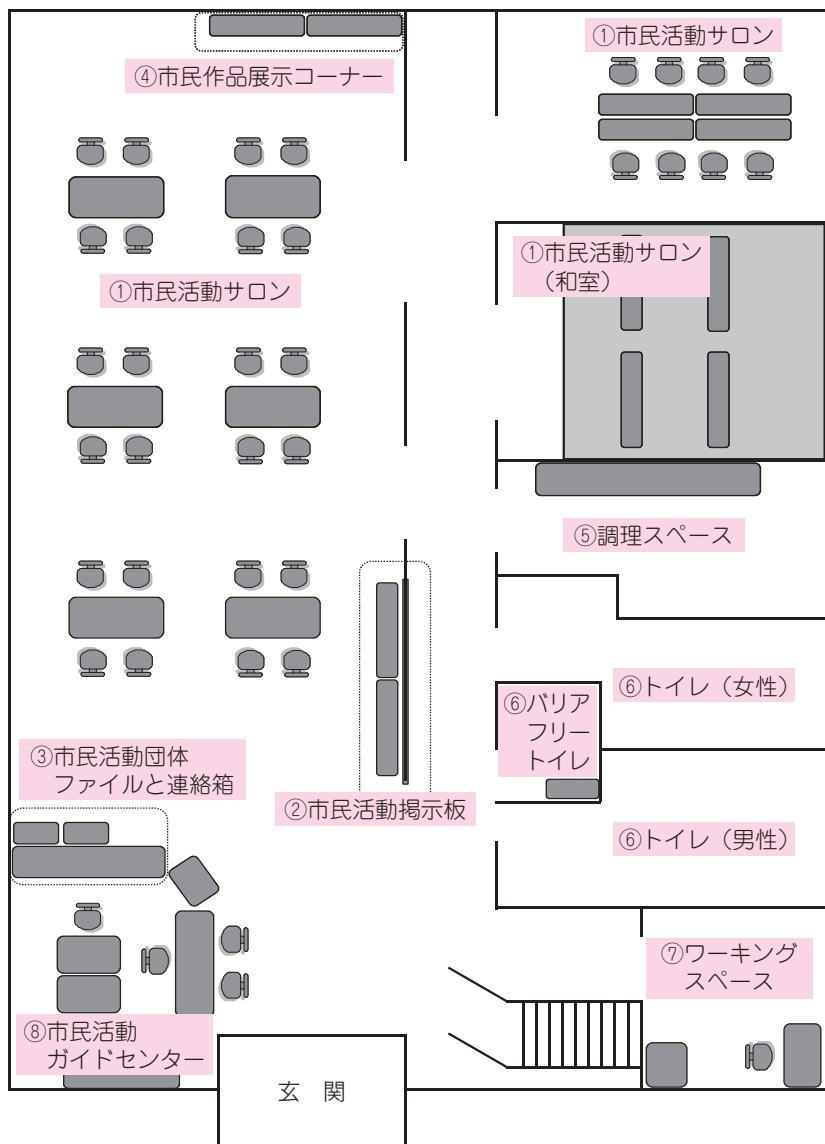 ①市民活動サロン
④市民作品展示コーナー
①市民活動サロン
（和室）
①市民活動サロン
⑤調理スペース
⑥トイレ（女性）
⑥バリア
フリー
トイレ
③市民活動団体
ファイルと連絡箱
②市民活動掲示板
⑥トイレ（男性）
⑦ワーキング
スペース
⑧市民活動
ガイドセンター
玄　関